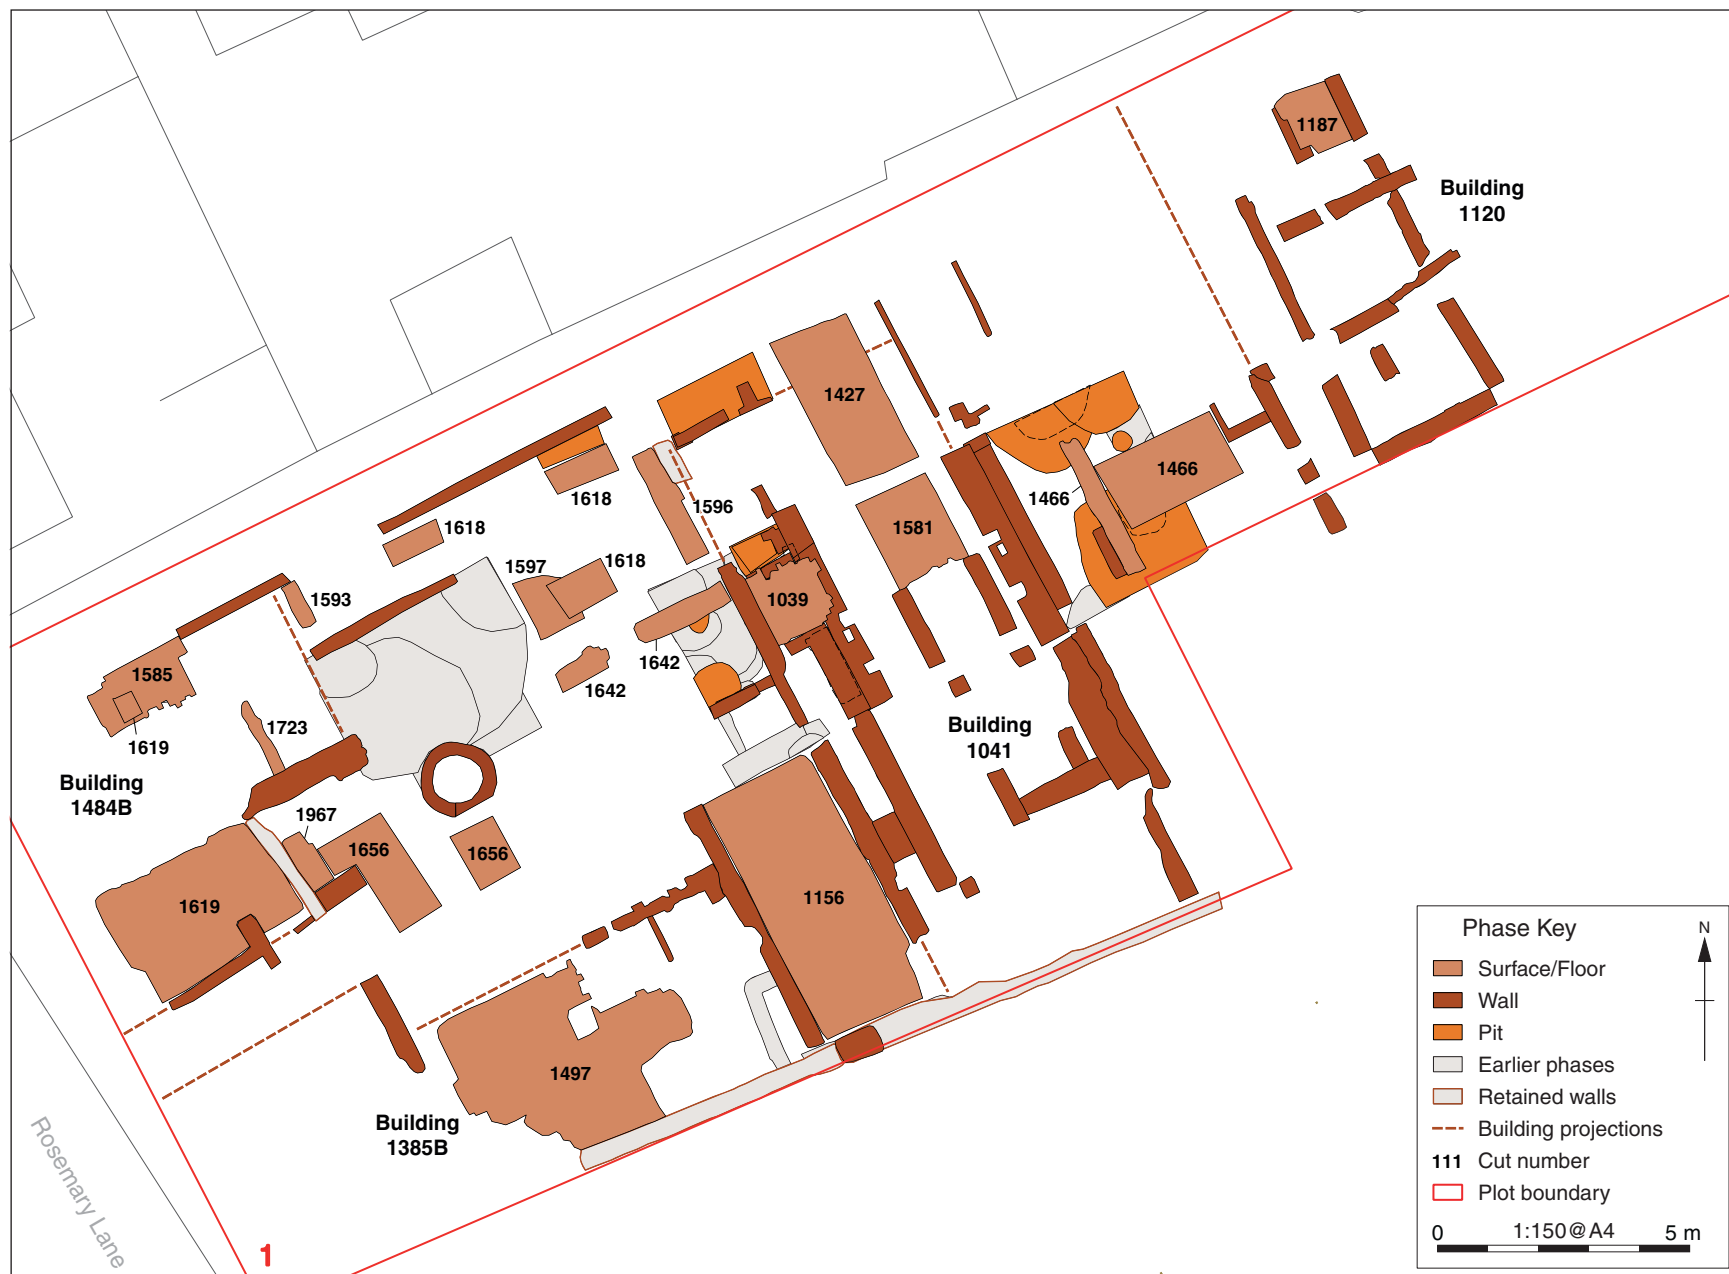 1187
Building
1120
1427
1466
1466
1618
1596
1618
1581
1597
1618
1593
1039
1585
1642
1642
1723
1619
Building
1041
Building
1484B
1967
1656
1656
1619
1156
1497
Building
1385B
Rosemary Lane
1
Phase Key
N
Surface/Floor
Wall
Pit
Earlier phases
Retained walls
Building projections
111 Cut number
Plot boundary
0 1:150@A4 5 m